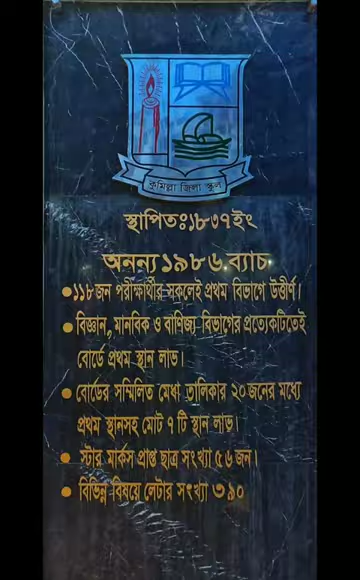 কুমিল্লা জিলা স্কুল
স্থাপিতঃ১৮৩৭ইং
অনন্য ১৯৮৬ ব্যাচ
●১১৮ জন পরীক্ষার্থীর সকলেই প্রথম বিভাগে উত্তীর্ণ।
● বিজ্ঞান, মানবিক ও বাণিজ্য বিভাগের প্রত্যেকটিতেই
বোর্ডে প্রথম স্থান লাভ।
● বোর্ডের সম্মিলিত মেধা তালিকার ২০ জনের মধ্যে
প্রথম স্থানসহ মোট ৭ টি স্থান লাভ।
● স্টার মার্কস প্রাপ্ত ছাত্র সংখ্যা ৫৬ জন।
● বিভিন্ন বিষয়ে লেটার সংখ্যা ৩৯০